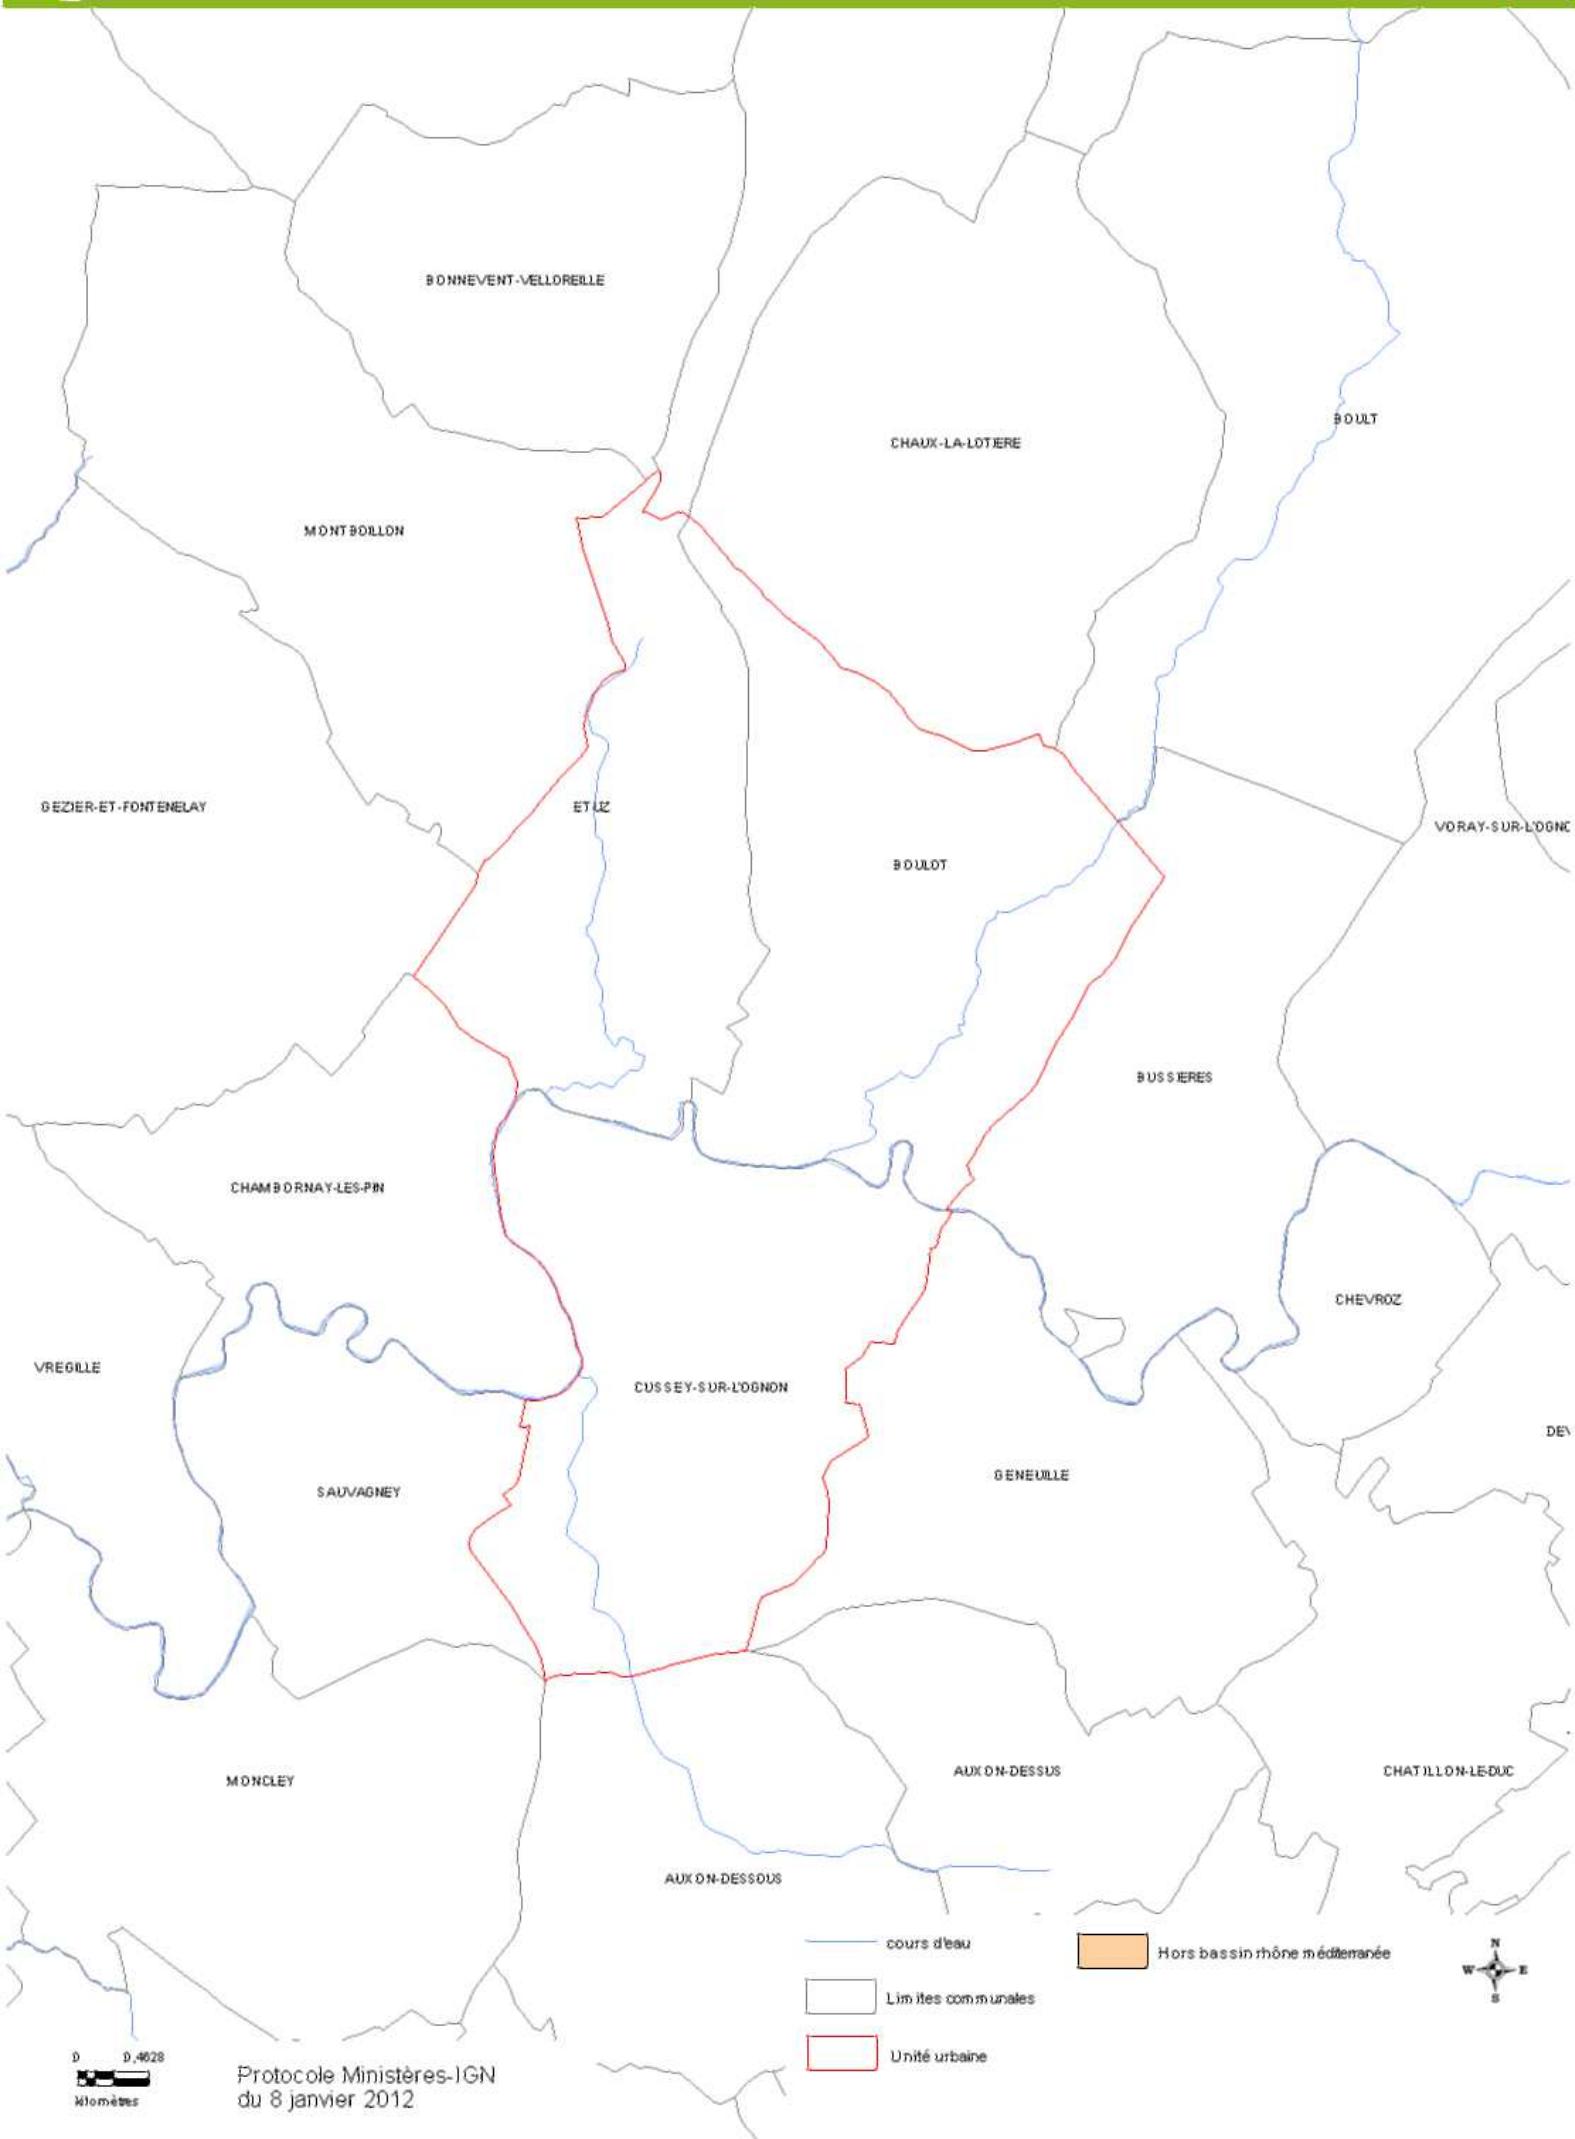 BONNEVENT-VELLOREILLE
BOULT
CHAUX-LA-LOTIERE
MONTBOILLON
GEZIER-ET-FONTENELAY
ETUZ
VORAY-SUR-L'OGNO
BOULOT
BUSSIERES
CHAMBORNAY-LES-PIN
CHEVROZ
VREGILLE
CUSSEY-SUR-L'OGNON
DEV
GENEUILLE
SAUVAGNEY
AUXON-DESSUS
CHATILLON-LE-DUC
MONCLEY
AUXON-DESSOUS
cours d'eau
Hors bassin rhône méditerranée
Limites communales
Unité urbaine
N
W E
S
0 0,4628
kilomètres
Protocole Ministères-IGN
du 8 janvier 2012